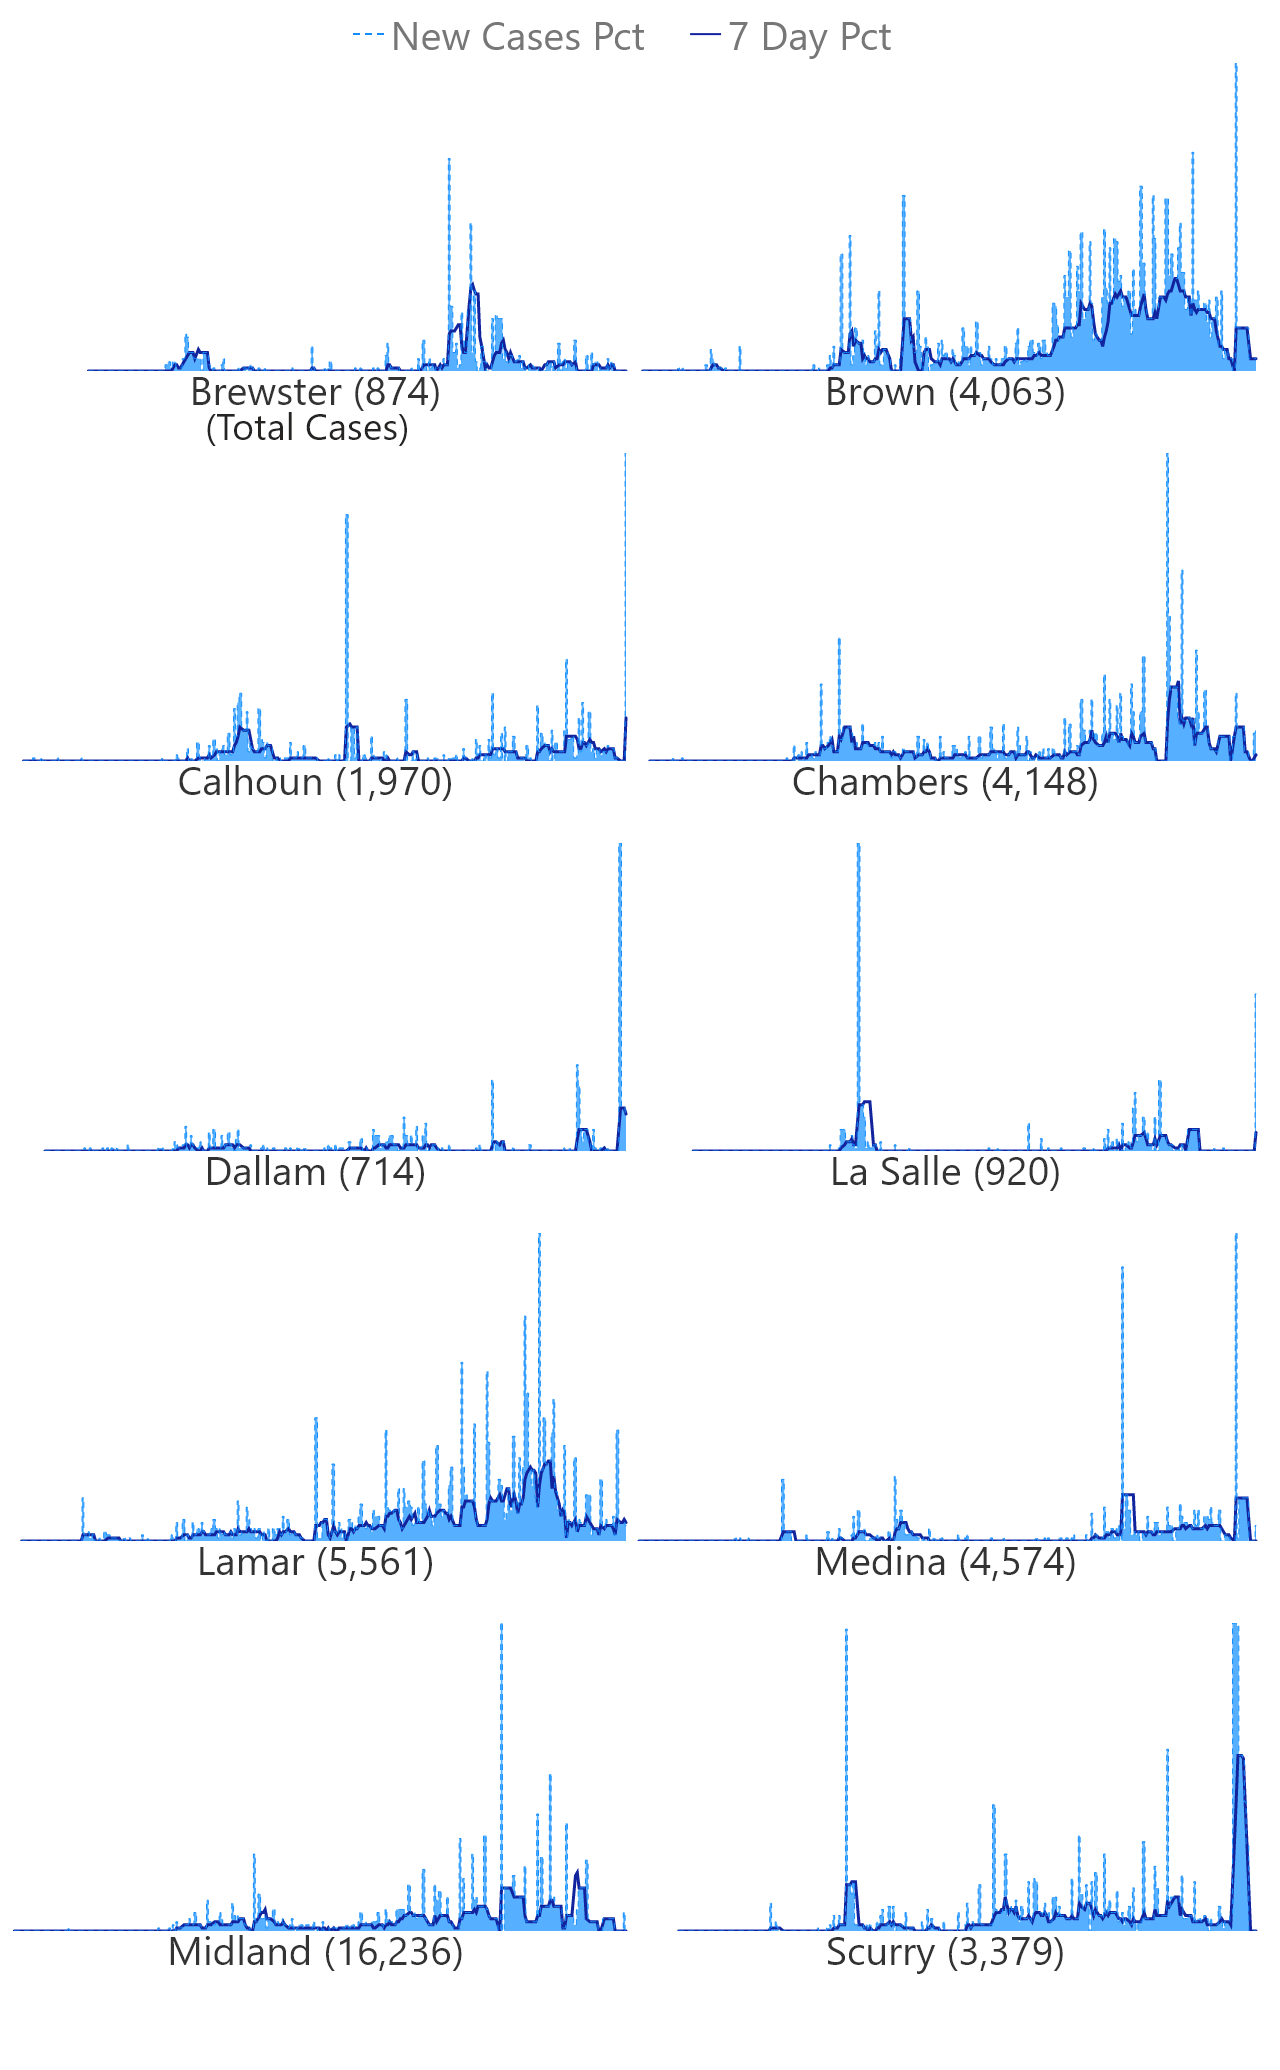 New Cases Pct 7 Day Pct
Brewster (874) Brown (4,063)
(Total Cases)
Calhoun (1,970) Chambers (4,148)
Dallam (714) La Salle (920)
Lamar (5,561) Medina (4,574)
Midland (16,236) Scurry (3,379)